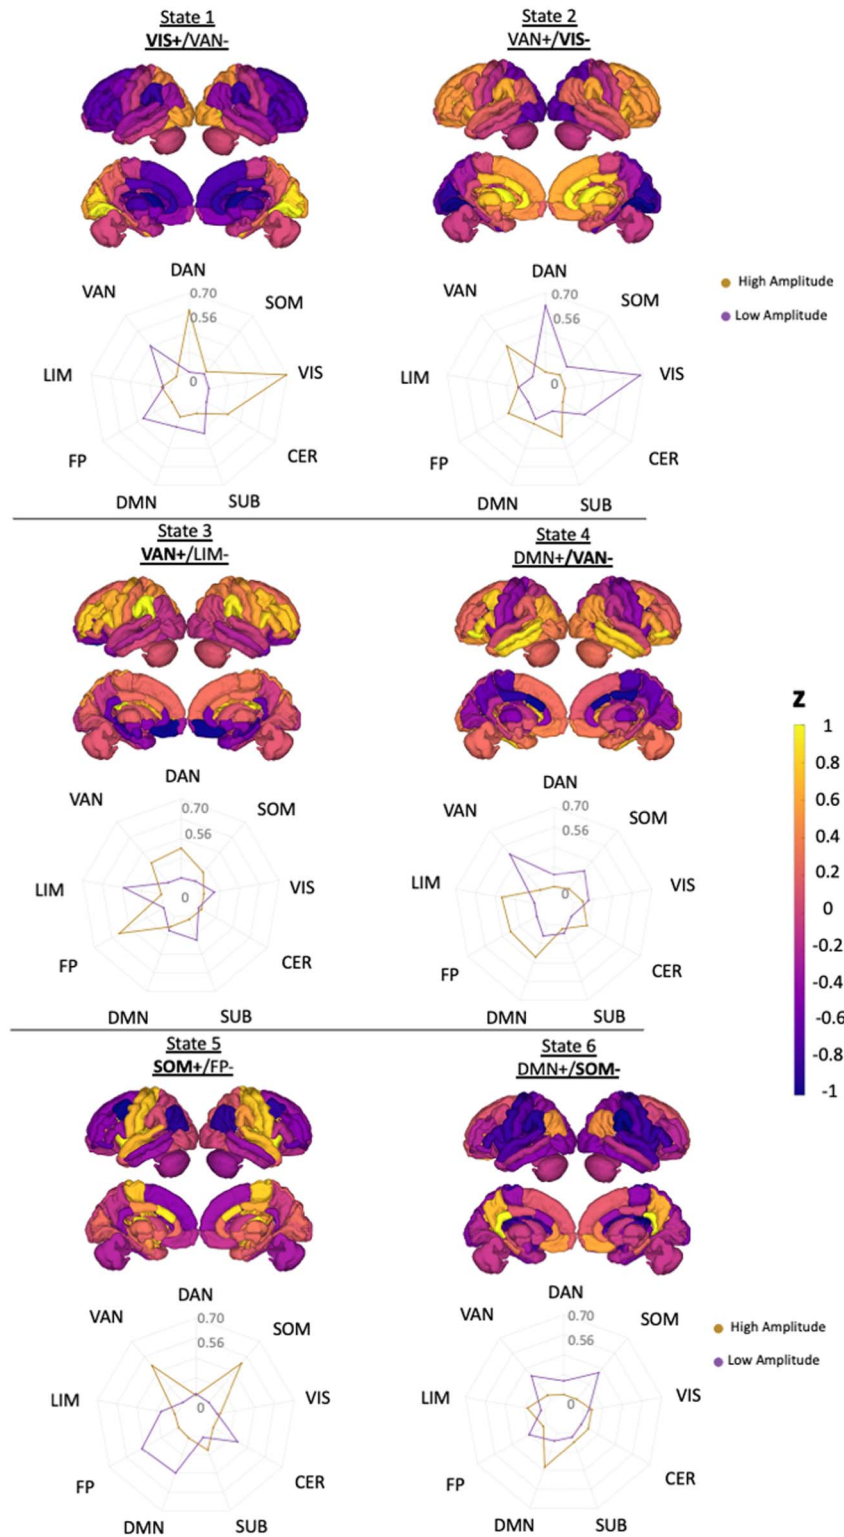 State 1
VIS+/VAN-
State 2
VAN+/VIS-
DAN
VAN
0.70
SOM
0.56
LIM
0
VIS
FP
CER
DMN
SUB
DAN
VAN
0.70
SOM
0.56
LIM
0
VIS
FP
CER
DMN
SUB
High Amplitude
Low Amplitude
State 3
VAN+/LIM-
State 4
DMN+/VAN-
DAN
VAN
0.70
SOM
0.56
LIM
0
VIS
FP
CER
DMN
SUB
DAN
VAN
0.70
SOM
0.56
LIM
0
VIS
FP
CER
DMN
SUB
z
1
0.8
0.6
0.4
0.2
0
-0.2
-0.4
-0.6
-0.8
-1
State 5
SOM+/FP-
State 6
DMN+/SOM-
DAN
VAN
0.70
SOM
0.56
LIM
0
VIS
FP
CER
DMN
SUB
DAN
VAN
0.70
SOM
0.56
LIM
0
VIS
FP
CER
DMN
SUB
High Amplitude
Low Amplitude